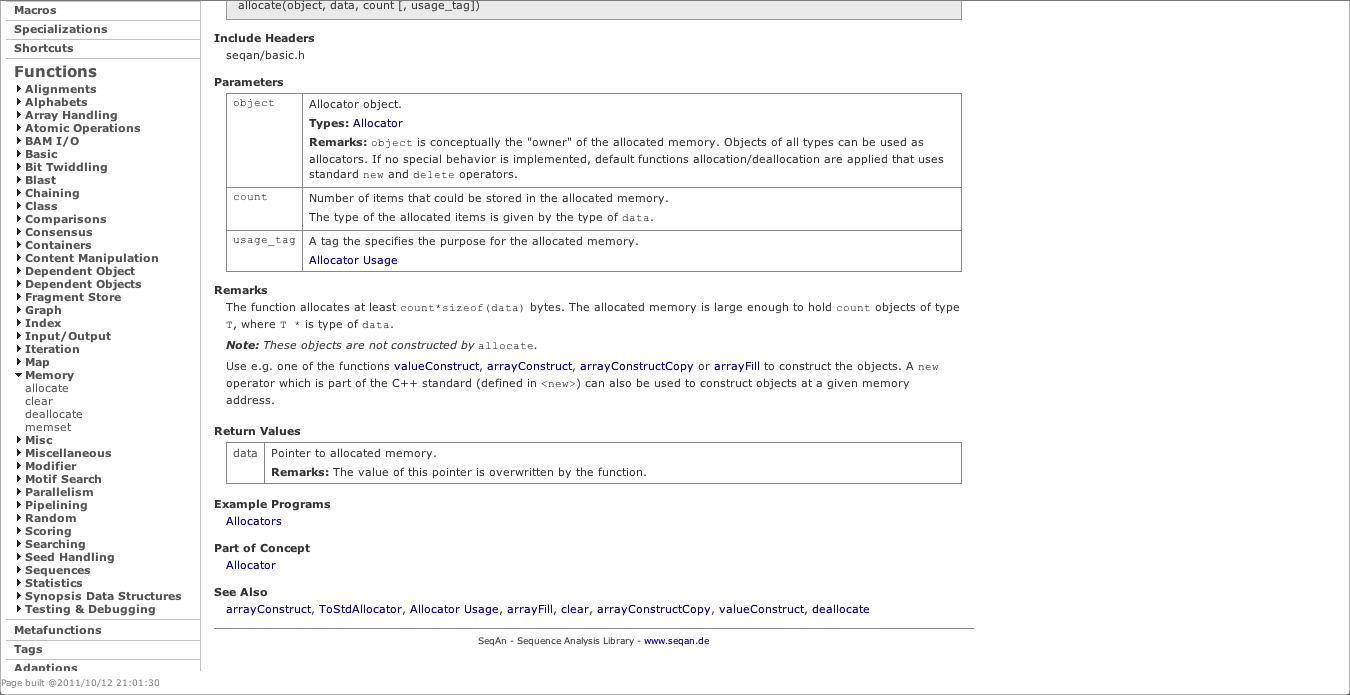 Macros
Specializations
Shortcuts
Functions
Alignments
Alphabets
Array Handling
Atomic Operations
BAM I/O
Basic
Bit Twiddling
Blast
Chaining
Class
Comparisons
Consensus
Containers
Content Manipulation
Dependent Object
Dependent Objects
Fragment Store
Graph
Index
Input/Output
Iteration
Map
Memory
allocate
clear
deallocate
memset
Misc
Miscellaneous
Modifier
Motif Search
Parallelism
Pipelining
Random
Scoring
Searching
Seed Handling
Sequences
Statistics
Synopsis Data Structures
Testing & Debugging
Metafunctions
Tags
Adaptions
Page built @2011/10/12 21:01:30
allocate(object, data, count [, usage_tag])
Include Headers
seqan/basic.h
Parameters
object
Allocator object.
Types: Allocator
Remarks: object is conceptually the "owner" of the allocated memory. Objects of all types can be used as
allocators. If no special behavior is implemented, default functions allocation/deallocation are applied that uses
standard new and delete operators.
count
Number of items that could be stored in the allocated memory.
The type of the allocated items is given by the type of data.
usage_tag
A tag the specifies the purpose for the allocated memory.
Allocator Usage
Remarks
The function allocates at least count*sizeof(data) bytes. The allocated memory is large enough to hold count objects of type
T, where T * is type of data.
Note: These objects are not constructed by allocate.
Use e.g. one of the functions valueConstruct, arrayConstruct, arrayConstructCopy or arrayFill to construct the objects. A new
operator which is part of the C++ standard (defined in <new>) can also be used to construct objects at a given memory
address.
Return Values
data
Pointer to allocated memory.
Remarks: The value of this pointer is overwritten by the function.
Example Programs
Allocators
Part of Concept
Allocator
See Also
arrayConstruct, ToStdAllocator, Allocator Usage, arrayFill, clear, arrayConstructCopy, valueConstruct, deallocate
SeqAn - Sequence Analysis Library - www.seqan.de